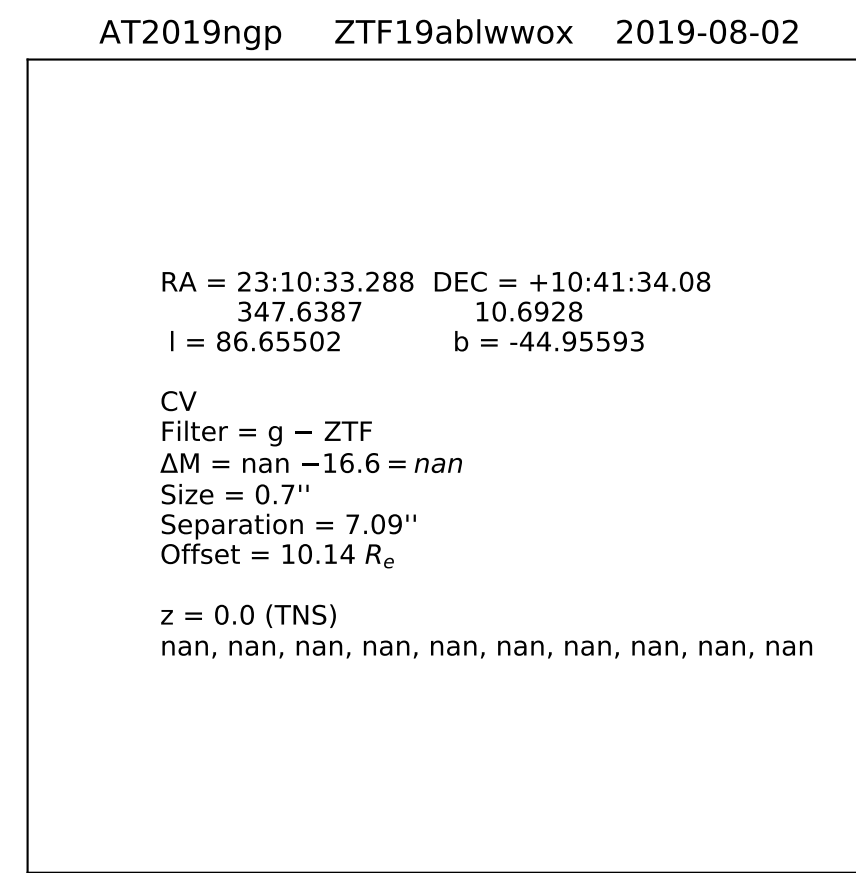 AT2019ngp ZTF19ablwwox 2019-08-02
RA = 23:10:33.288 DEC = +10:41:34.08
347.6387 10.6928
l = 86.65502 b = -44.95593
CV
Filter = g − ZTF
ΔM = nan −16.6 = nan
Size = 0.7''
Separation = 7.09''
Offset = 10.14 Re
z = 0.0 (TNS)
nan, nan, nan, nan, nan, nan, nan, nan, nan, nan